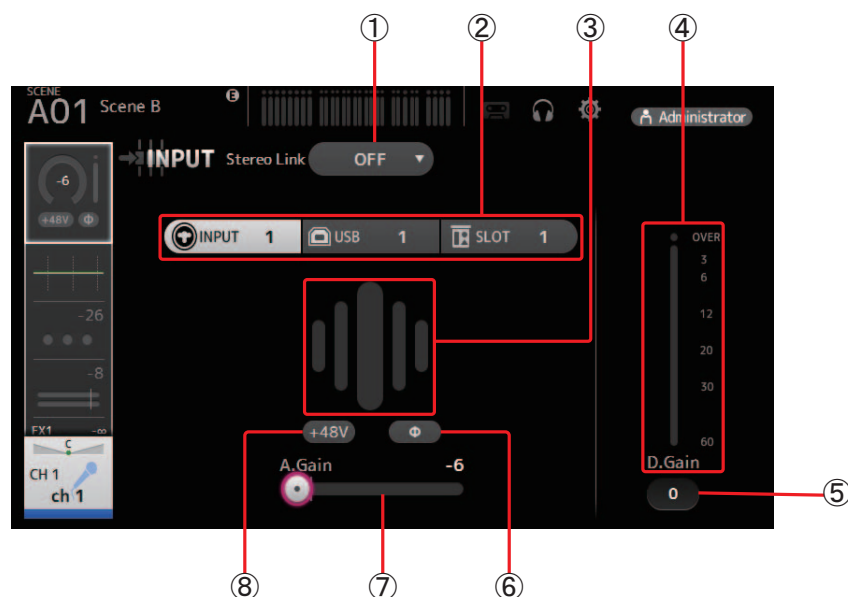 ① ② ③ ④
SCENE
A01 Scene B E
Administrator
INPUT Stereo Link OFF
-6
+48V Φ
INPUT 1 USB 1 SLOT 1
OVER
3
6
12
20
30
60
-26
-8
FX1 -∞
C
CH 1
ch 1
+48V Φ
A.Gain -6
D.Gain
0
⑤
⑧ ⑦ ⑥